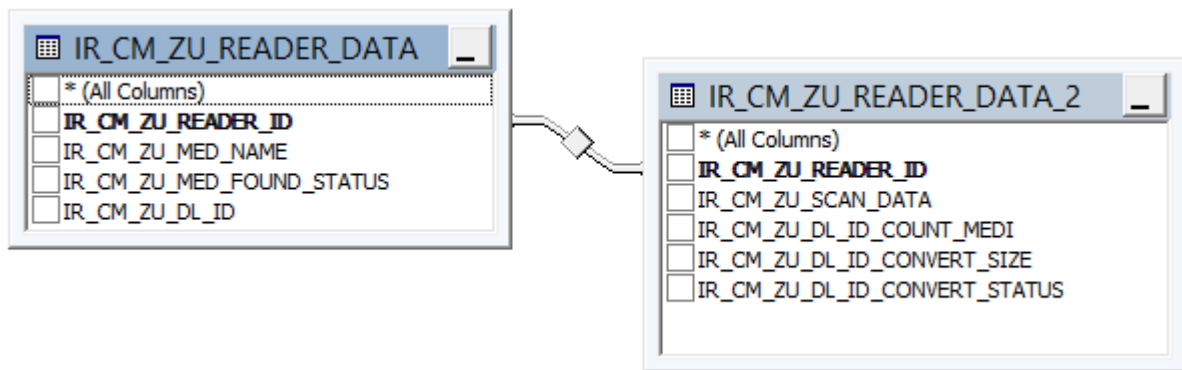 IR_CM_ZU_READER_DATA
* (All Columns)
IR_CM_ZU_READER_ID
IR_CM_ZU_MED_NAME
IR_CM_ZU_MED_FOUND_STATUS
IR_CM_ZU_DL_ID
IR_CM_ZU_READER_DATA_2
* (All Columns)
IR_CM_ZU_READER_ID
IR_CM_ZU_SCAN_DATA
IR_CM_ZU_DL_ID_COUNT_MEDI
IR_CM_ZU_DL_ID_CONVERT_SIZE
IR_CM_ZU_DL_ID_CONVERT_STATUS